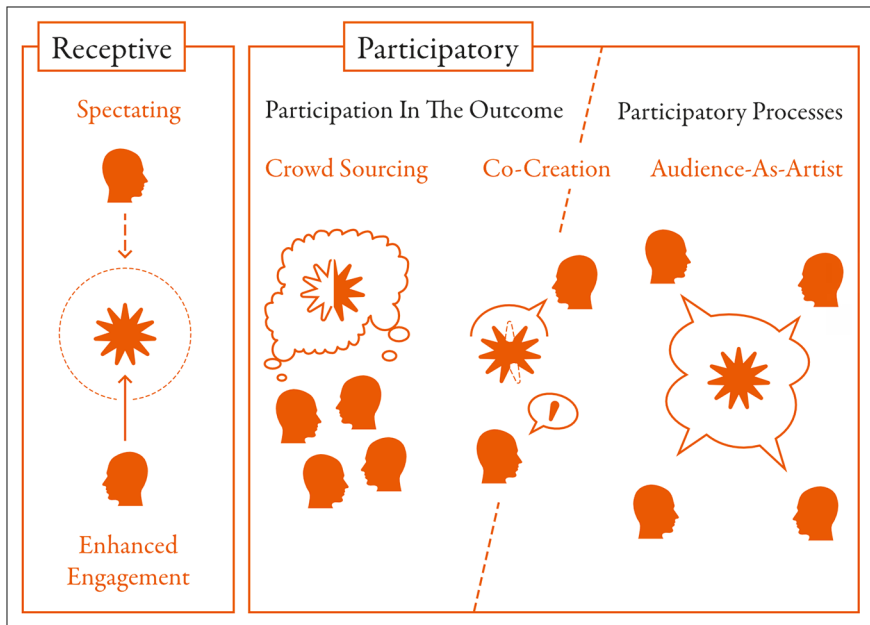 Receptive
Spectating
Enhanced
Engagement
Participatory
Participation In The Outcome
Crowd Sourcing
Co-Creation
!
Participatory Processes
Audience-As-Artist